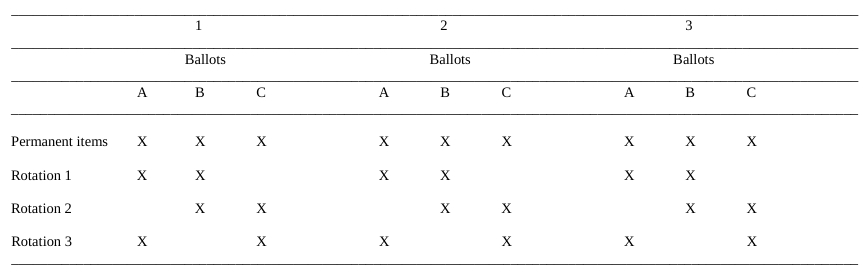 1 2 3
Ballots Ballots Ballots
A B C A B C A B C
Permanent items X X X X X X X X X
Rotation 1 X X X X X X
Rotation 2 X X X X X X
Rotation 3 X X X X X X